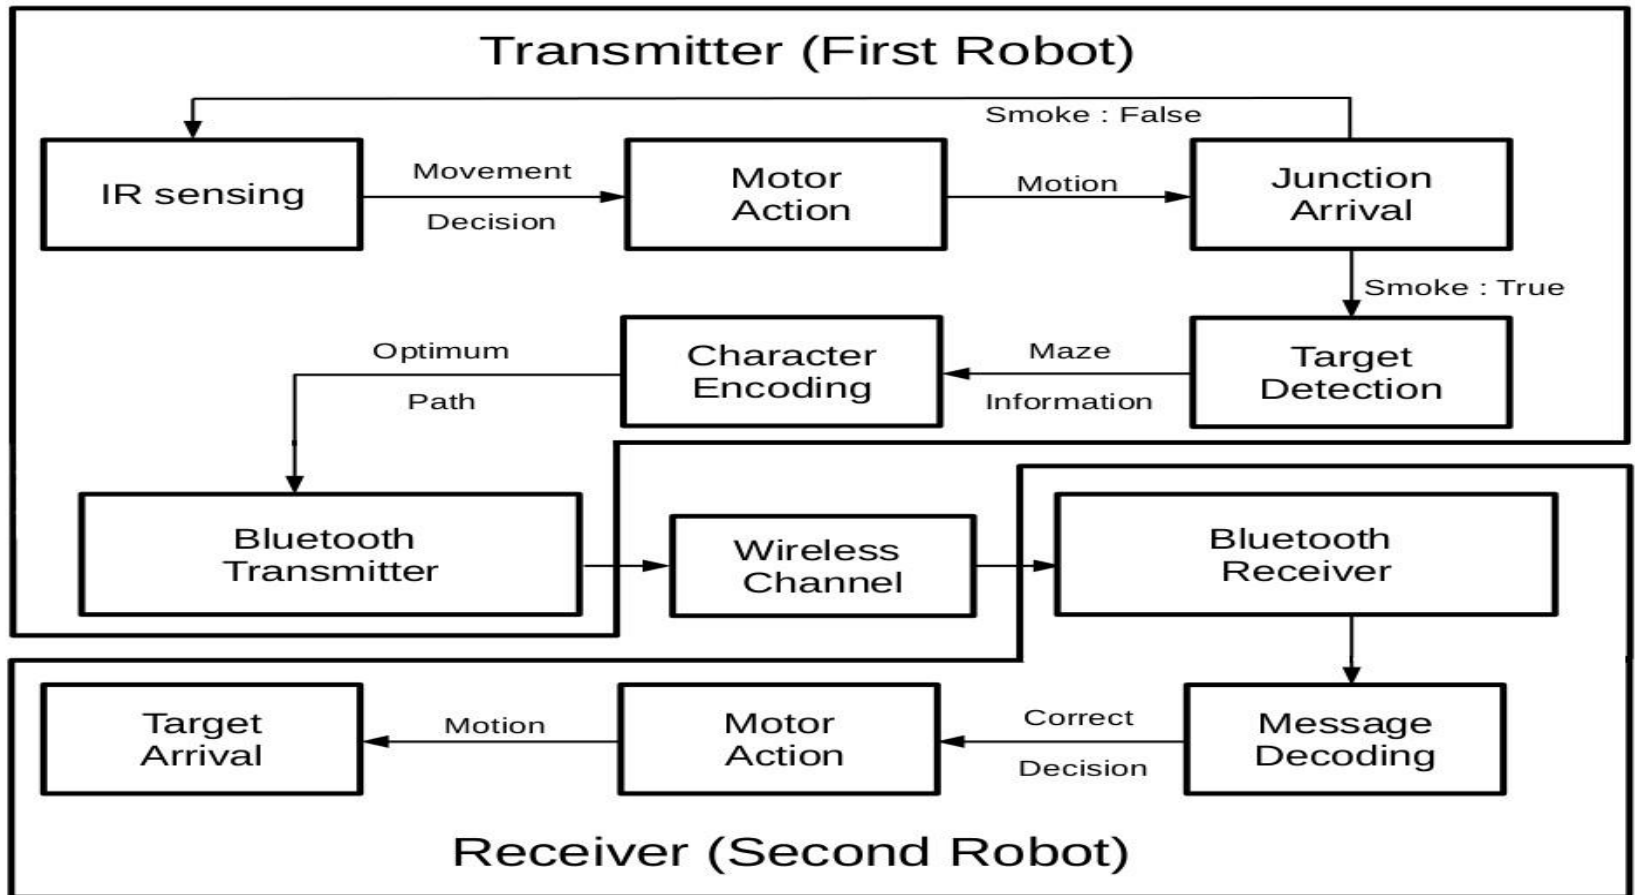 Transmitter (First Robot)
Smoke : False
IR sensing
Movement
Decision
Motor
Action
Motion
Junction
Arrival
Smoke : True
Target
Detection
Maze
Information
Character
Encoding
Optimum
Path
Bluetooth
Transmitter
Wireless
Channel
Bluetooth
Receiver
Message
Decoding
Correct
Decision
Motor
Action
Motion
Target
Arrival
Receiver (Second Robot)